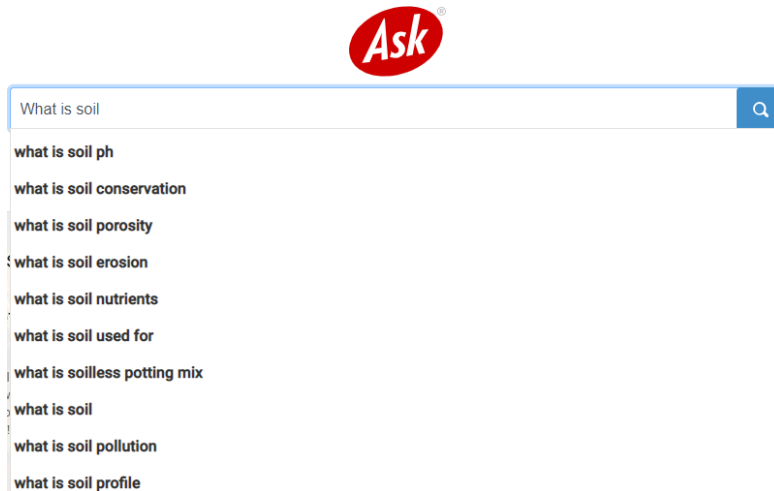 Ask®
What is soil
what is soil ph
what is soil conservation
what is soil porosity
what is soil erosion
what is soil nutrients
what is soil used for
what is soilless potting mix
what is soil
what is soil pollution
what is soil profile